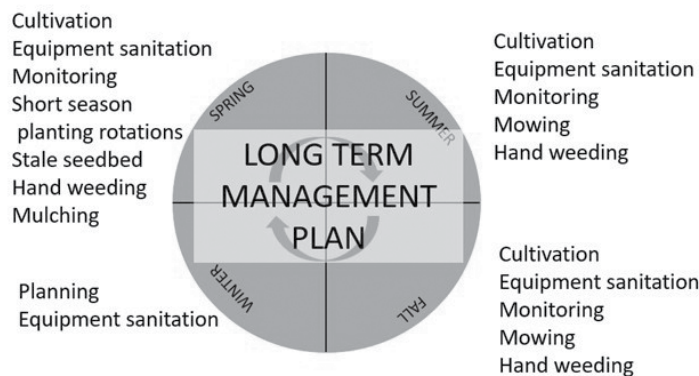 Cultivation
Equipment sanitation
Monitoring
Short season
planting rotations
Stale seedbed
Hand weeding
Mulching
SPRING
SUMMER
Cultivation
Equipment sanitation
Monitoring
Mowing
Hand weeding
LONG TERM
MANAGEMENT
PLAN
Planning
Equipment sanitation
WINTER
FALL
Cultivation
Equipment sanitation
Monitoring
Mowing
Hand weeding